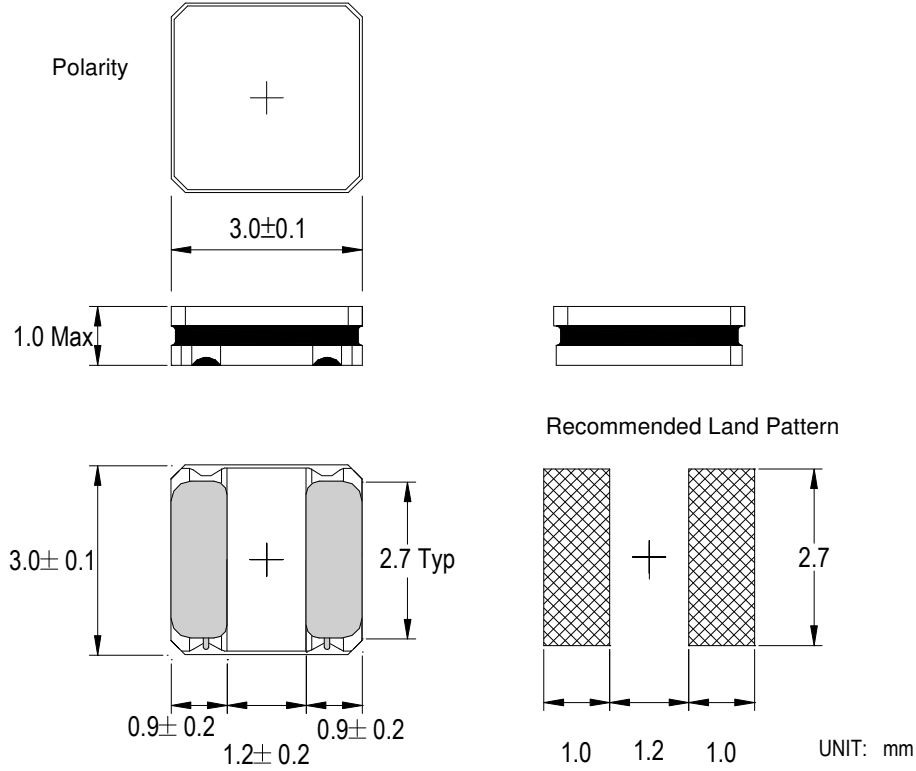 Polarity
3.0±0.1
1.0 Max
Recommended Land Pattern
3.0± 0.1
2.7 Typ
2.7
0.9± 0.2
1.2± 0.2
0.9± 0.2
1.0
1.2
1.0
UNIT: mm